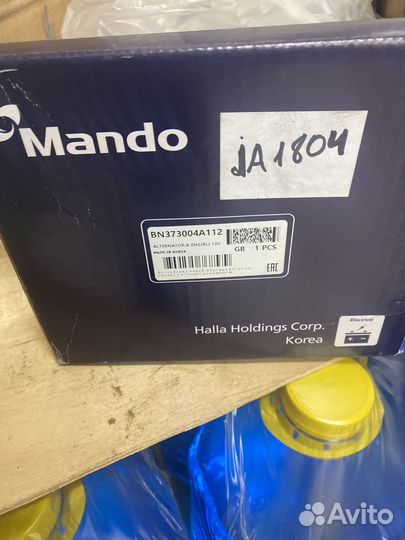 Mando
jA1804
BN373004A112
ALTERNATOR A-ENG(BL),12V
GB 1 PCS
MADE IN KOREA
EAC
Halla Holdings Corp.
Korea
Electrical
Avito